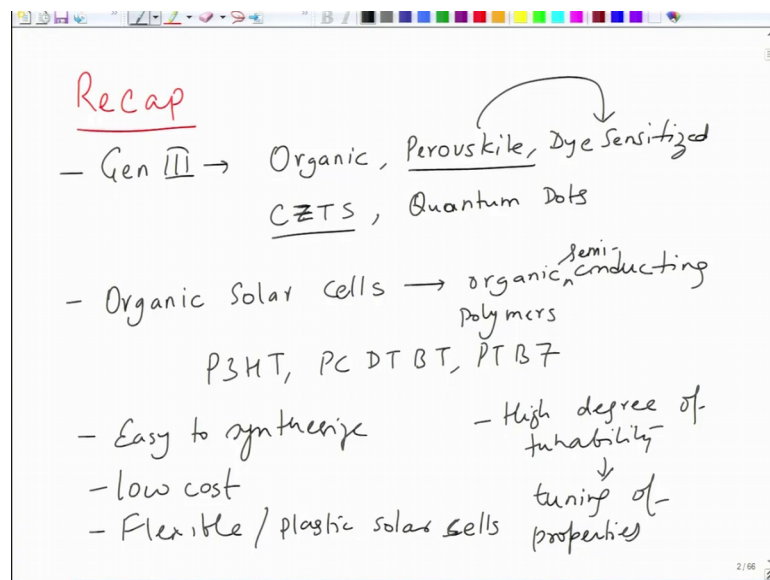 Recap
- Gen III → Organic, Perovskite, Dye Sensitized
CZTS, Quantum Dots
- Organic Solar cells → organic semi-conducting
polymers
P3HT, PCDTBT, PTB7
- Easy to synthesize
- low cost
- Flexible / plastic solar cells
- High degree of
tunability
↓
tuning of
properties
2 / 66